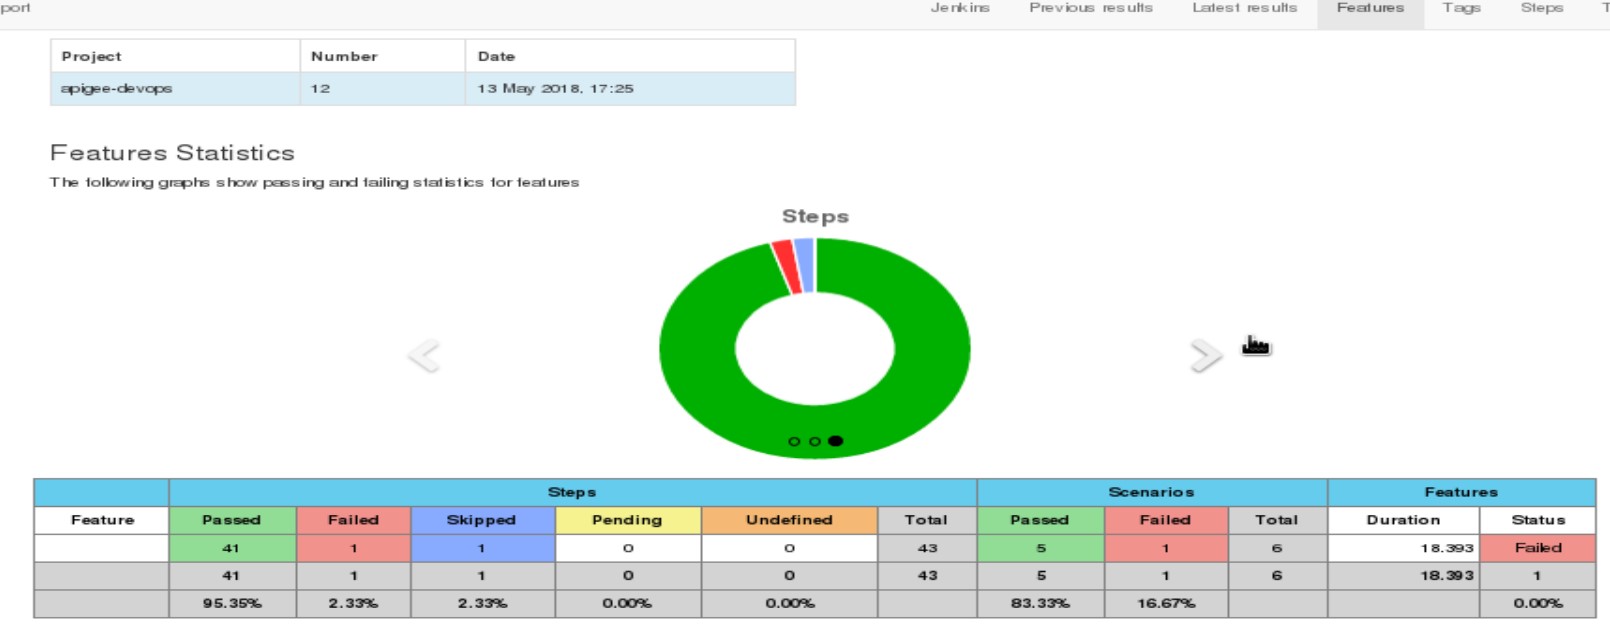 port Jenkins Previous results Latest results Features Tags Steps T
Project Number Date
apigee-devops 12 13 May 2018, 17:25
Features Statistics
The following graphs show passing and failing statistics for features
Steps
Steps Scenarios Features
Feature Passed Failed Skipped Pending Undefined Total Passed Failed Total Duration Status
41 1 1 0 0 43 5 1 6 18.393 Failed
41 1 1 0 0 43 5 1 6 18.393 1
95.35% 2.33% 2.33% 0.00% 0.00% 83.33% 16.67% 0.00%